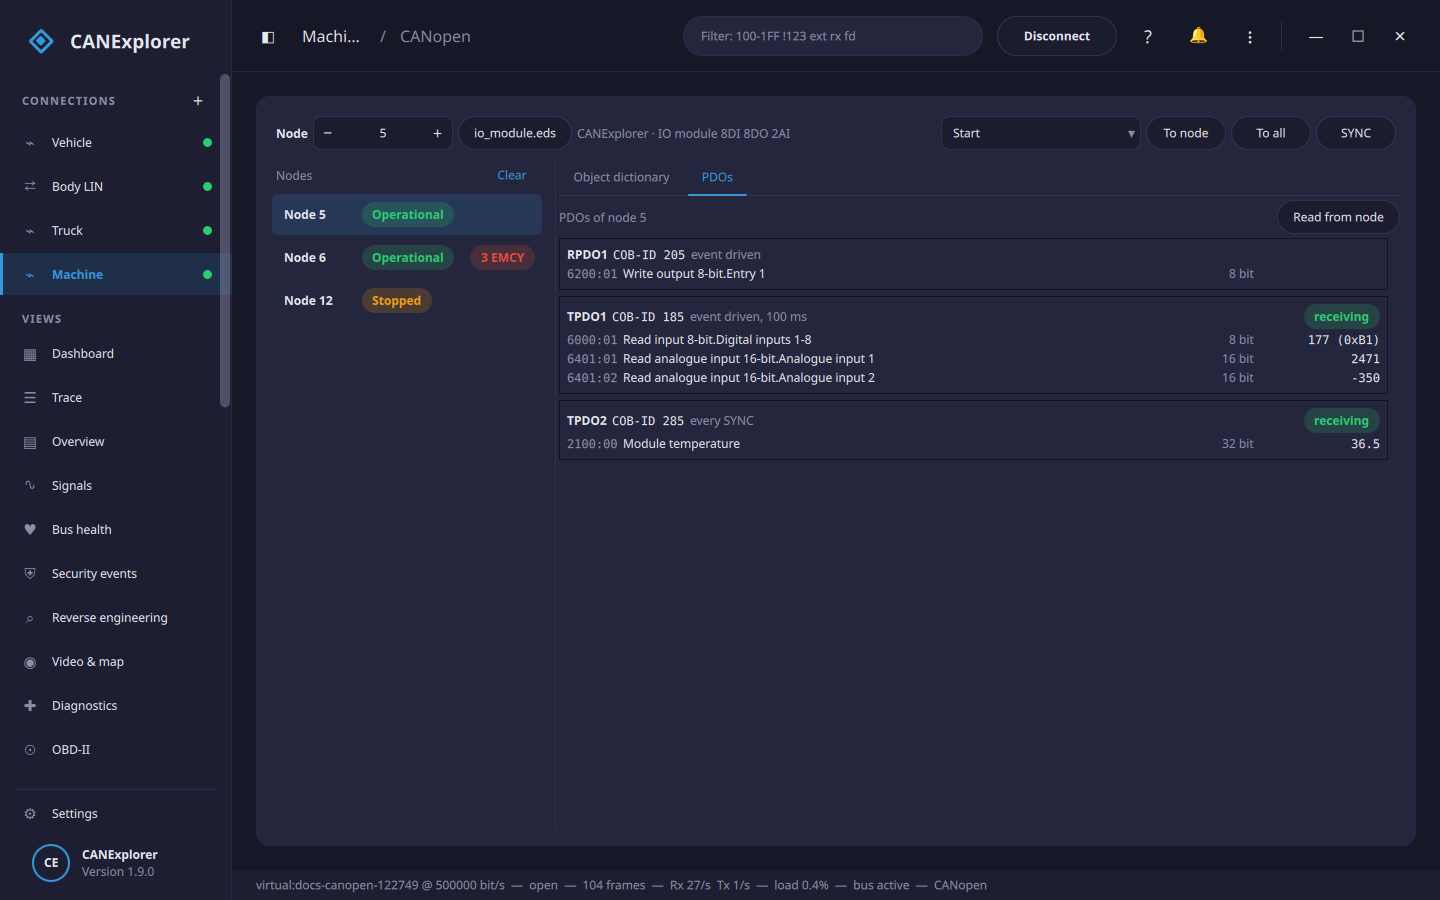 CANExplorer
Machi... / CANopen
Filter: 100-1FF !123 ext rx fd
Disconnect
?
CONNECTIONS +
Vehicle
Body LIN
Truck
Machine
VIEWS
Dashboard
Trace
Overview
Signals
Bus health
Security events
Reverse engineering
Video & map
Diagnostics
OBD-II
Settings
CE
CANExplorer
Version 1.9.0
Node − 5 + io_module.eds CANExplorer · IO module 8DI 8DO 2AI Start To node To all SYNC
Nodes Clear
Node 5 Operational
Node 6 Operational 3 EMCY
Node 12 Stopped
Object dictionary PDOs
PDOs of node 5 Read from node
RPDO1 COB-ID 205 event driven
6200:01 Write output 8-bit.Entry 1 8 bit
TPDO1 COB-ID 185 event driven, 100 ms receiving
6000:01 Read input 8-bit.Digital inputs 1-8 8 bit 177 (0xB1)
6401:01 Read analogue input 16-bit.Analogue input 1 16 bit 2471
6401:02 Read analogue input 16-bit.Analogue input 2 16 bit -350
TPDO2 COB-ID 285 every SYNC receiving
2100:00 Module temperature 32 bit 36.5
virtual:docs-canopen-122749 @ 500000 bit/s — open — 104 frames — Rx 27/s Tx 1/s — load 0.4% — bus active — CANopen